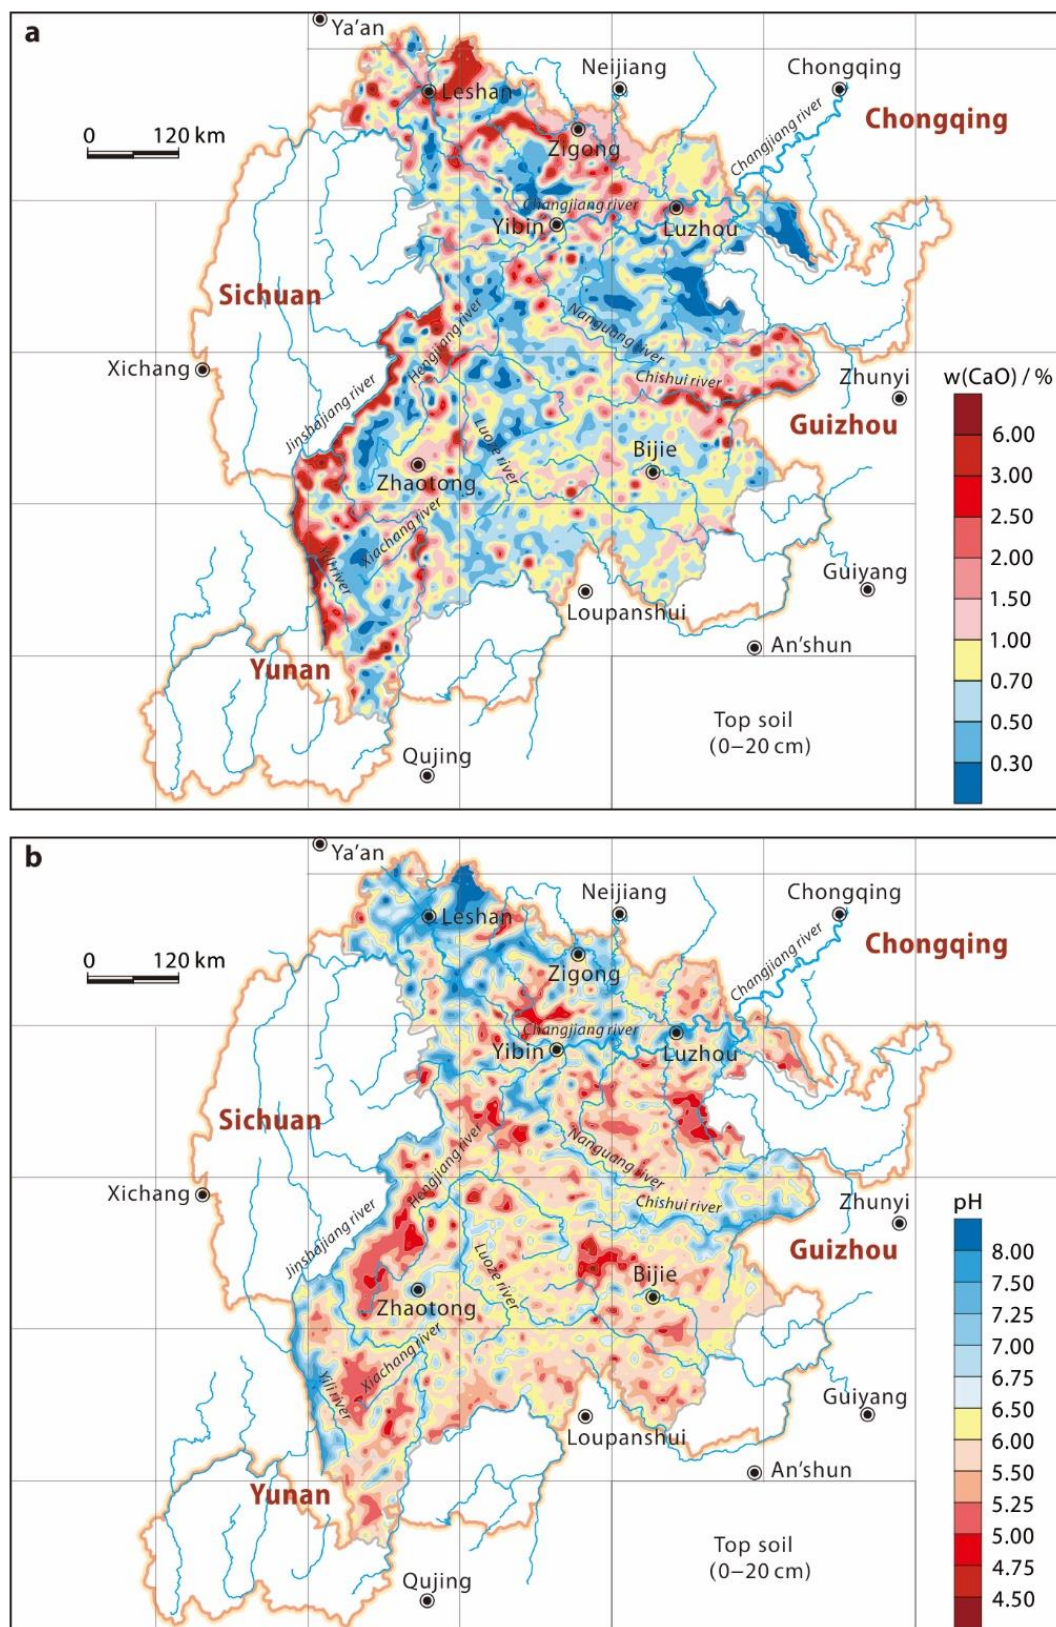 a
Ya'an
Neijiang
Chongqing
Leshan
Changjiang river
Chongqing
0 120 km
Zigong
Changjiang river
Yibin
Luzhou
Sichuan
Hengjiang river
Nanguang river
Xichang
Chishui river
Zhunyi
w(CaO) / %
Jinshajiang river
Guizhou
6.00
Luoze river
Bijie
3.00
Zhaotong
2.50
Xiachang river
2.00
Yili river
Guiyang
1.50
Loupanshui
1.00
An'shun
Yunan
0.70
Top soil
(0–20 cm)
0.50
Qujing
0.30
b
Ya'an
Neijiang
Chongqing
Leshan
Changjiang river
Chongqing
0 120 km
Zigong
Changjiang river
Yibin
Luzhou
Sichuan
Hengjiang river
Nanguang river
Xichang
Chishui river
Zhunyi
pH
Jinshajiang river
Guizhou
8.00
Luoze river
Bijie
7.50
Zhaotong
7.25
7.00
Xiachang river
6.75
Yili river
Guiyang
6.50
Loupanshui
6.00
An'shun
5.50
Yunan
5.25
Top soil
(0–20 cm)
5.00
4.75
Qujing
4.50